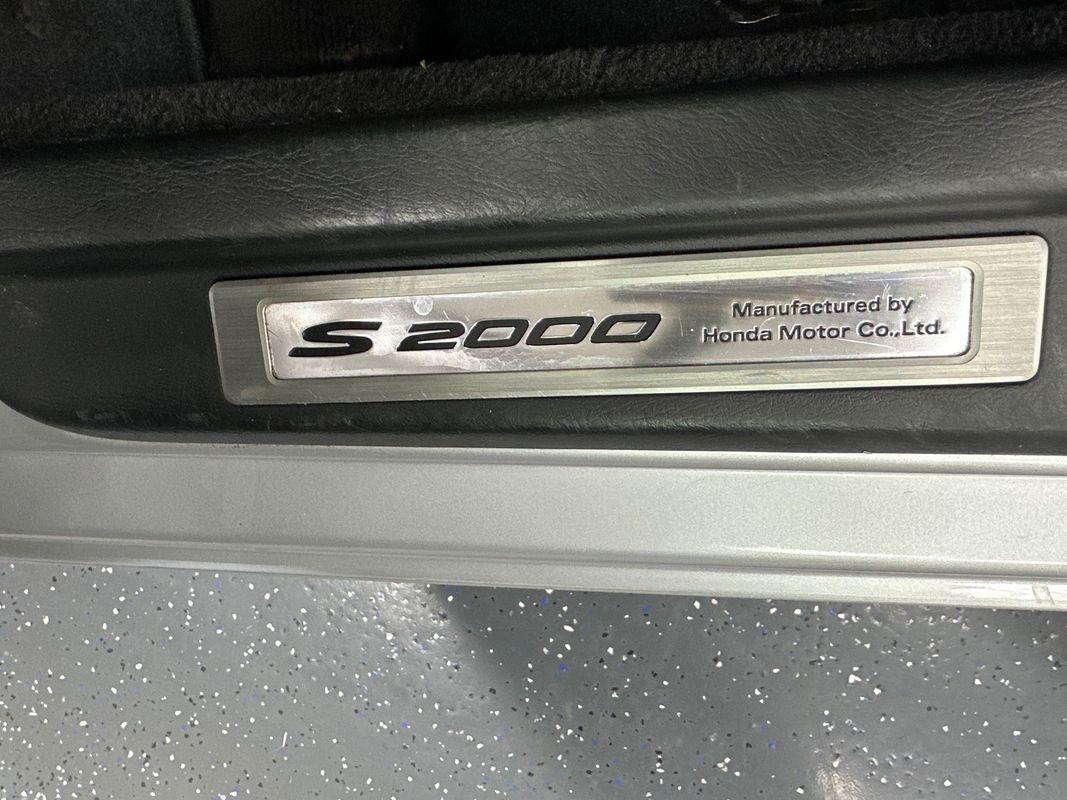 S2000
Manufactured by
Honda Motor Co.,Ltd.